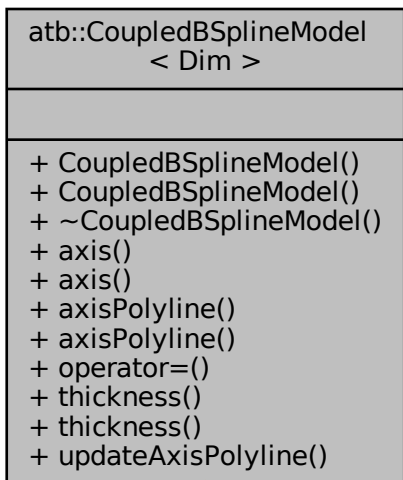 atb::CoupledBSplineModel
< Dim >
+ CoupledBSplineModel()
+ CoupledBSplineModel()
+ ~CoupledBSplineModel()
+ axis()
+ axis()
+ axisPolyline()
+ axisPolyline()
+ operator=()
+ thickness()
+ thickness()
+ updateAxisPolyline()